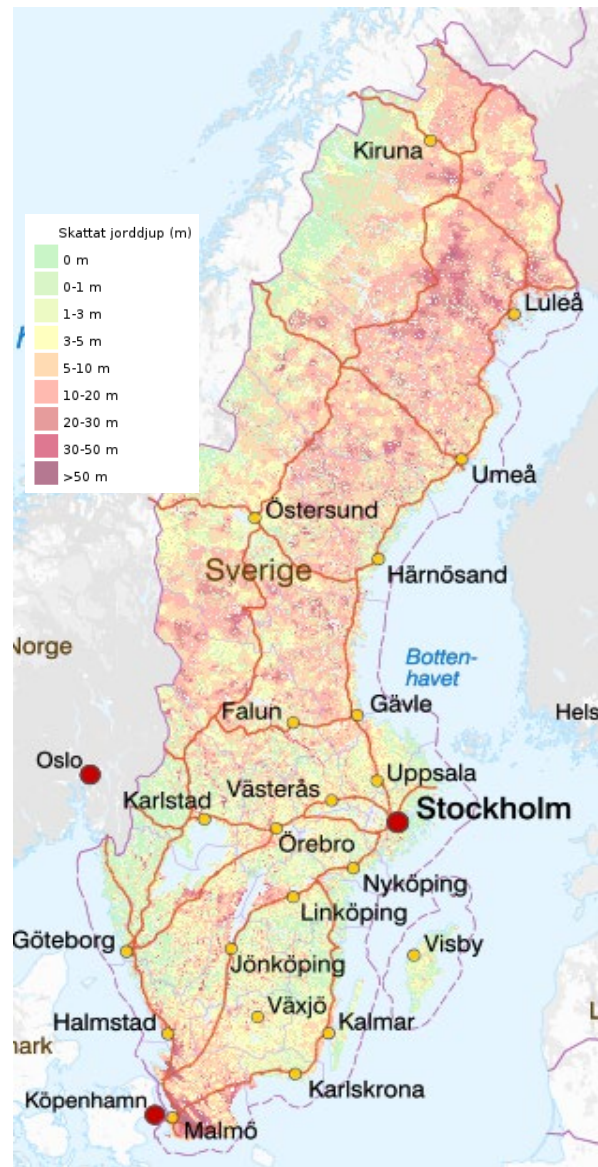 Kiruna
Skattat jorddjup (m)
0 m
0-1 m
1-3 m
3-5 m
5-10 m
10-20 m
20-30 m
30-50 m
>50 m
Luleå
Umeå
Östersund
Sverige
Härnösand
Norge
Botten-
havet
Falun
Gävle
Hels
Oslo
Uppsala
Västerås
Karlstad
Stockholm
Örebro
Nyköping
Linköping
Göteborg
Visby
Jönköping
Växjö
Halmstad
Kalmar
ark
Karlskrona
Köpenhamn
Malmö